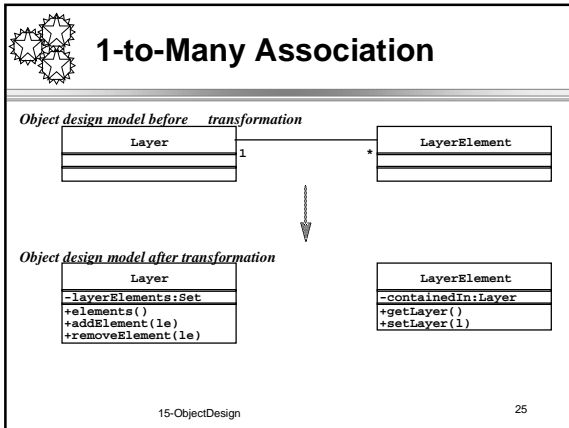 1-to-Many Association
Object design model before transformation
Layer
1
*
LayerElement
Object design model after transformation
Layer
-layerElements:Set
+elements()
+addElement(le)
+removeElement(le)
LayerElement
-containedIn:Layer
+getLayer()
+setLayer(l)
15-ObjectDesign
25